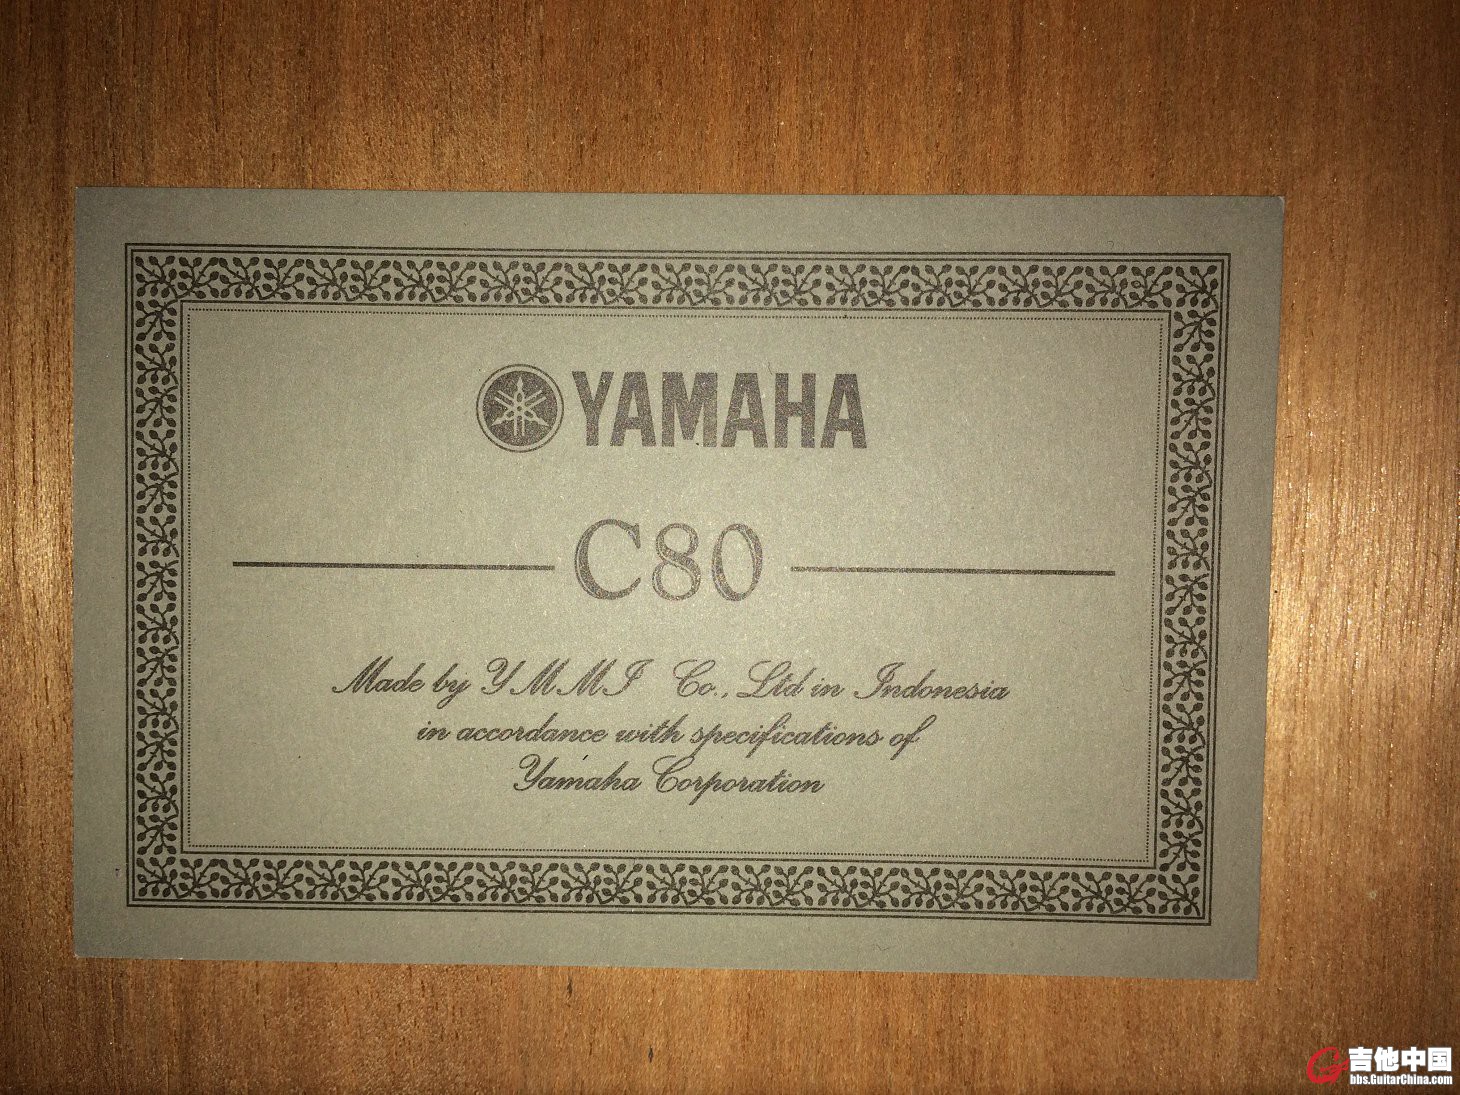 YAMAHA
C80
Made by YMMI Co., Ltd in Indonesia
in accordance with specifications of
Yamaha Corporation
吉他中国
bbs.GuitarChina.com